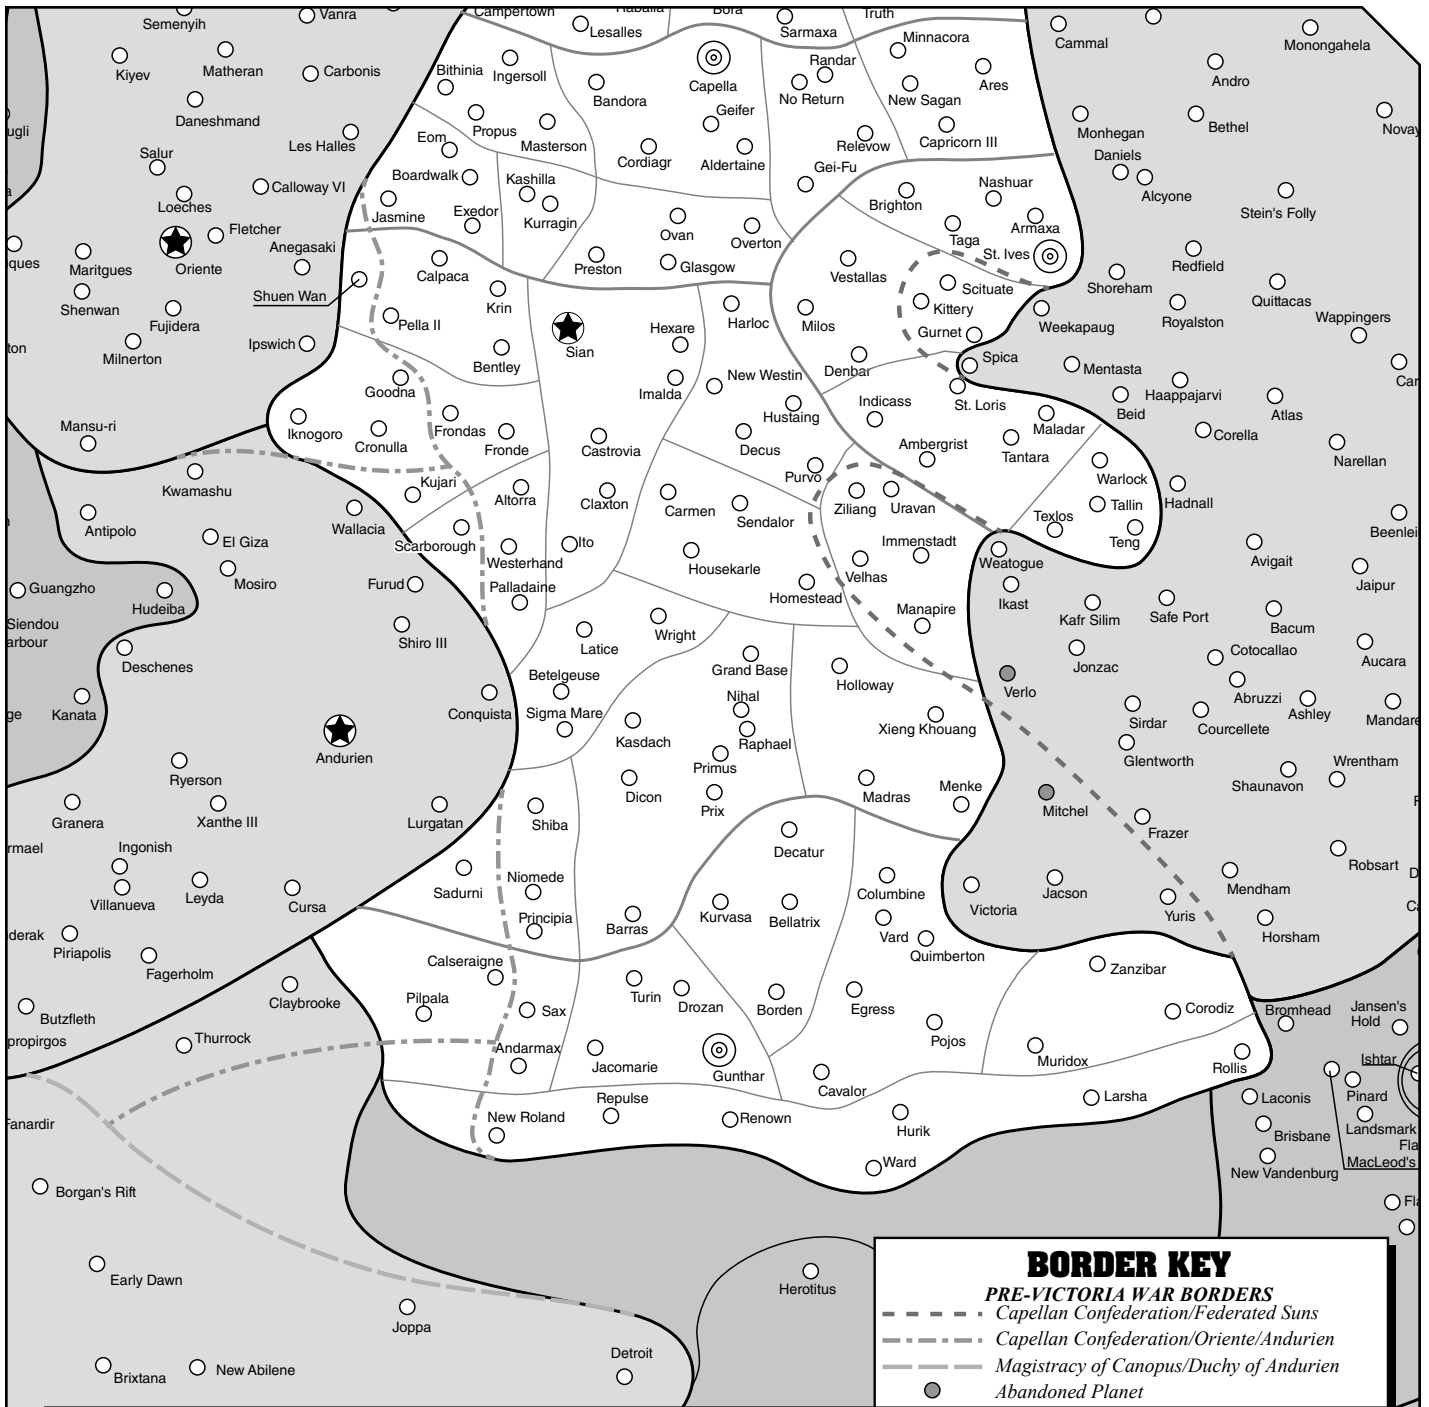 Semenyih
Vanra
Campertown
Lesalles
Sarmaxa
Truth
Cammal
Monongahela
Kiyev
Matheran
Carbonis
Bithinia
Ingersoll
Bandora
Capella
Randar
No Return
Minnacora
New Sagan
Ares
Andro
Daneshmand
Les Halles
Eom
Propus
Masterson
Geifer
Cordiagr
Aldertaine
Relevow
Capricorn III
Monhegan
Bethel
ugli
Salur
Calloway VI
Boardwalk
Kashilla
Gei-Fu
Brighton
Nashuar
Daniels
Alcyone
Stein's Folly
Loeches
Fletcher
Jasmine
Exedor
Kurragin
Ovan
Overton
Taga
Armaxa
St. Ives
ques
Maritgues
Oriente
Anegasaki
Calpaca
Preston
Glasgow
Vestallas
Scituate
Redfield
Shoreham
Quittacas
Shenwan
Shuen Wan
Krin
Harloc
Milos
Kittery
Gurnet
Weekapaug
Royalston
Wappingers
Fujidera
Milnerton
Ipswich
Pella II
Bentley
Sian
Hexare
Denbar
Spica
Mentasta
Haappajarvi
ton
Goodna
Imalda
New Westin
Hustaing
Indicass
St. Loris
Maladar
Beid
Atlas
Mansu-ri
Iknogoro
Cronulla
Frondas
Fronde
Castrovia
Decus
Ambergrist
Tantara
Corella
Narellan
Kwamashu
Kujari
Altorra
Claxton
Carmen
Purvo
Sendalor
Ziliang
Uravan
Warlock
Tallin
Hadnall
Antipolo
El Giza
Wallacia
Scarborough
Westerhand
Ito
Housekarle
Immenstadt
Texlos
Teng
Weatogue
Avigait
Guangzho
Hudeiba
Mosiro
Furud
Palladaine
Homestead
Velhas
Ikast
Kafr Silim
Safe Port
Jaipur
Siendou
arbour
Deschenes
Shiro III
Latice
Wright
Manapire
Jonzac
Bacum
Cotocallao
Aucara
ge
Kanata
Conquista
Betelgeuse
Sigma Mare
Kasdach
Grand Base
Nihal
Raphael
Holloway
Xieng Khouang
Verlo
Sirdar
Courcellete
Abruzzi
Ashley
Andurien
Ryerson
Dicon
Primus
Prix
Madras
Menke
Mitchel
Glenworth
Shaunavon
Wrentham
Granera
Xanthe III
Lurgatan
Shiba
Decatur
Frazer
Robsart
rmael
Ingonish
Villanueva
Leyda
Cursa
Sadurni
Niomede
Principia
Barras
Kurvasa
Bellatrix
Columbine
Vard
Quimberton
Victoria
Jacson
Yuris
Mendham
Horsham
derak
Piriapolis
Fagerholm
Claybrooke
Calseraigne
Pilpala
Sax
Turin
Drozan
Borden
Egress
Pojos
Zanzibar
Corodiz
Bromhead
Jansen's
Hold
Butzfleth
propirgos
Thurrock
Andarmax
Jacomarie
Gunthar
Cavalor
Muridox
Rollis
Ishtar
Pinard
Fanardir
New Roland
Repulse
Renown
Hurik
Larsha
Laconis
Brisbane
Landsmark
New Vandenburg
MacLeod's
Borgan's Rift
Ward
Early Dawn
Joppa
Herotitus
Brixtana
New Abilene
Detroit
BORDER KEY
PRE-VICTORIA WAR BORDERS
Capellan Confederation/Federated Suns
Capellan Confederation/Oriente/Andurien
Magistracy of Canopus/Duchy of Andurien
Abandoned Planet